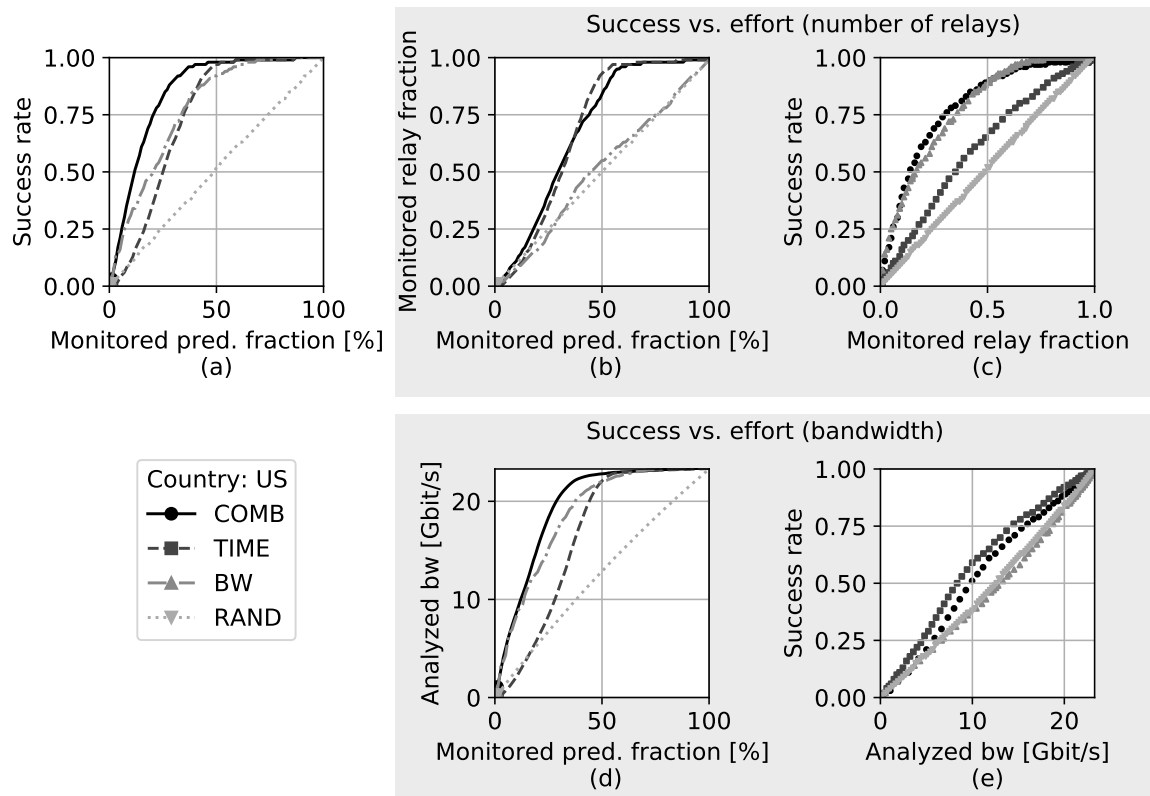 Success vs. effort (number of relays)
1.00
0.75
0.50
0.25
0.00
Success rate
0
50
100
Monitored pred. fraction [%]
(a)
1.00
0.75
0.50
0.25
0.00
Monitored relay fraction
0
50
100
Monitored pred. fraction [%]
(b)
1.00
0.75
0.50
0.25
0.00
Success rate
0.0
0.5
1.0
Monitored relay fraction
(c)
Country: US
COMB
TIME
BW
RAND
Success vs. effort (bandwidth)
20
10
0
Analyzed bw [Gbit/s]
0
50
100
Monitored pred. fraction [%]
(d)
1.00
0.75
0.50
0.25
0.00
Success rate
0
10
20
Analyzed bw [Gbit/s]
(e)